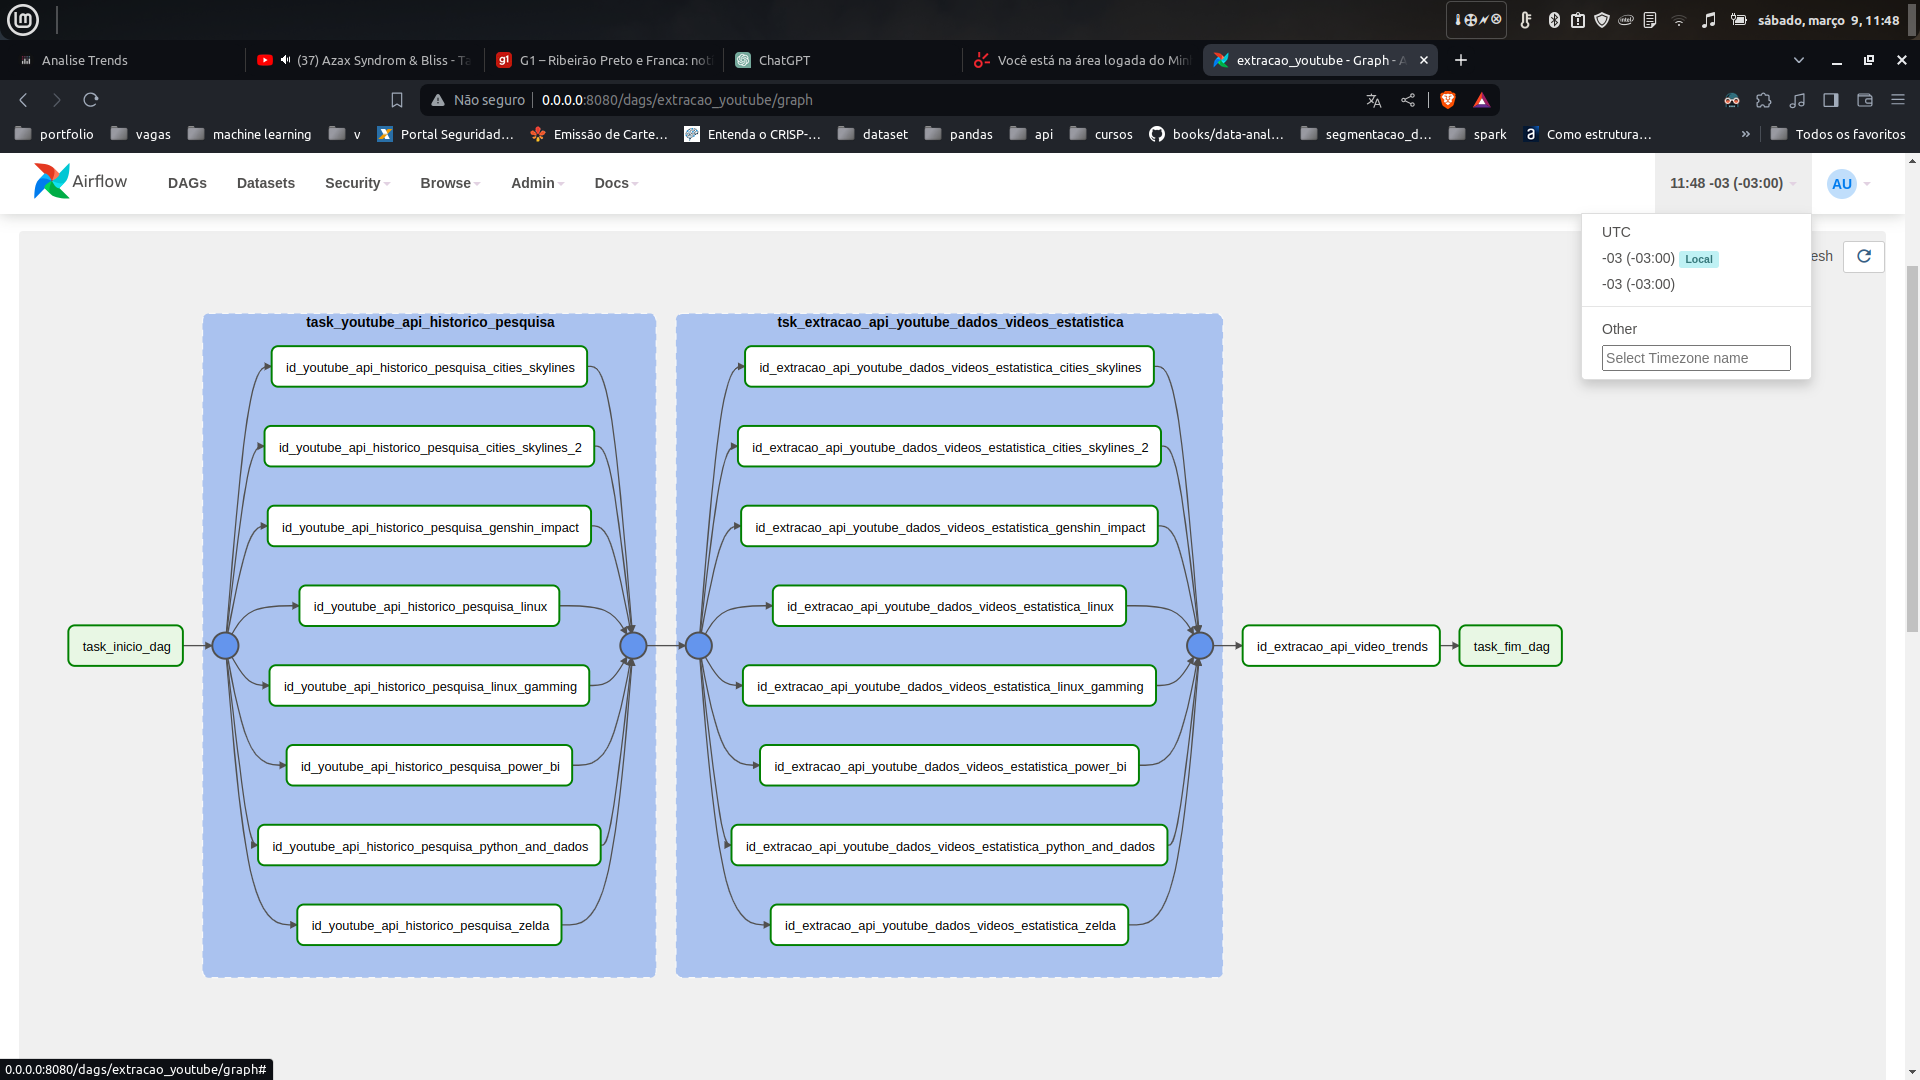 sábado, março 9, 11:48
Analise Trends
(37) Azax Syndrom & Bliss - Ta
G1 – Ribeirão Preto e Franca: not
ChatGPT
Você está na área logada do Min
extracao_youtube - Graph - A
Não seguro
0.0.0.0:8080/dags/extracao_youtube/graph
portfolio
vagas
machine learning
v
Portal Seguridad...
Emissão de Carte...
Entenda o CRISP-...
dataset
pandas
api
cursos
books/data-anal...
segmentacao_d...
spark
Como estrutura...
»
Todos os favoritos
Airflow
DAGs
Datasets
Security
Browse
Admin
Docs
11:48 -03 (-03:00)
AU
UTC
-03 (-03:00) Local
-03 (-03:00)
Other
Select Timezone name
esh
task_youtube_api_historico_pesquisa
id_youtube_api_historico_pesquisa_cities_skylines
id_youtube_api_historico_pesquisa_cities_skylines_2
id_youtube_api_historico_pesquisa_genshin_impact
id_youtube_api_historico_pesquisa_linux
id_youtube_api_historico_pesquisa_linux_gamming
id_youtube_api_historico_pesquisa_power_bi
id_youtube_api_historico_pesquisa_python_and_dados
id_youtube_api_historico_pesquisa_zelda
tsk_extracao_api_youtube_dados_videos_estatistica
id_extracao_api_youtube_dados_videos_estatistica_cities_skylines
id_extracao_api_youtube_dados_videos_estatistica_cities_skylines_2
id_extracao_api_youtube_dados_videos_estatistica_genshin_impact
id_extracao_api_youtube_dados_videos_estatistica_linux
id_extracao_api_youtube_dados_videos_estatistica_linux_gamming
id_extracao_api_youtube_dados_videos_estatistica_power_bi
id_extracao_api_youtube_dados_videos_estatistica_python_and_dados
id_extracao_api_youtube_dados_videos_estatistica_zelda
task_inicio_dag
id_extracao_api_video_trends
task_fim_dag
0.0.0.0:8080/dags/extracao_youtube/graph#